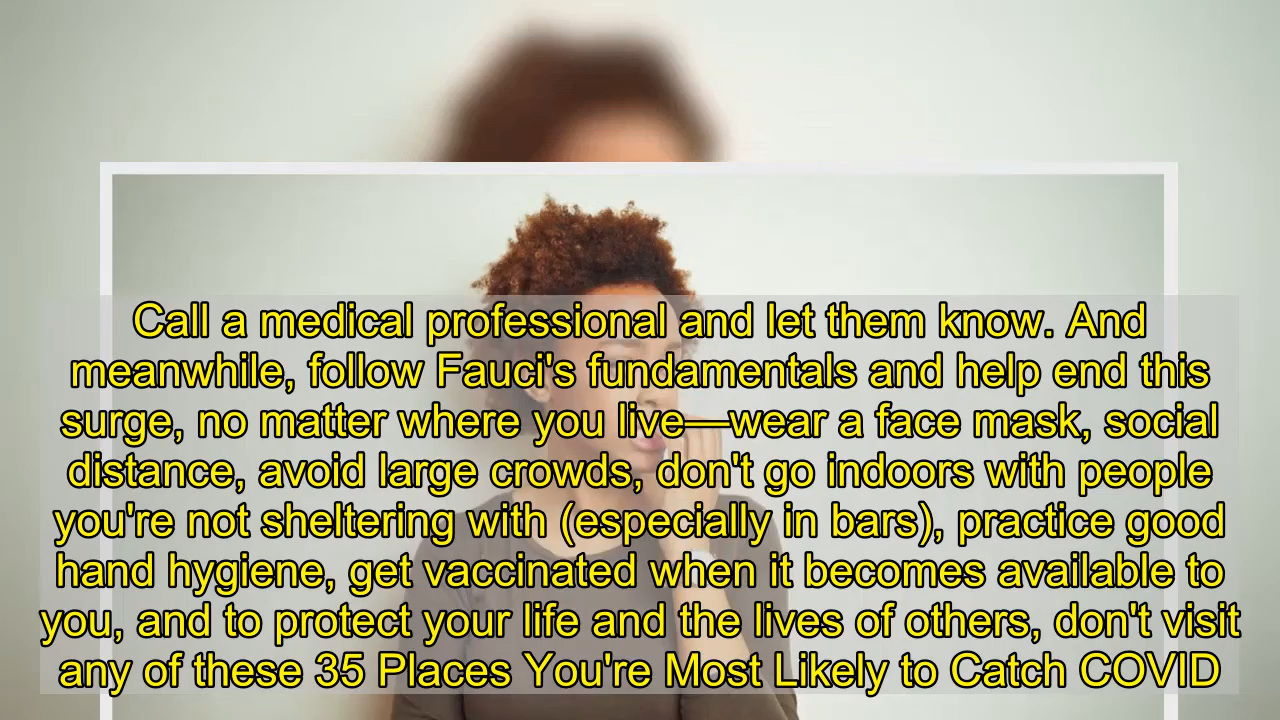 Call a medical professional and let them know. And
meanwhile, follow Fauci's fundamentals and help end this
surge, no matter where you live—wear a face mask, social
distance, avoid large crowds, don't go indoors with people
you're not sheltering with (especially in bars), practice good
hand hygiene, get vaccinated when it becomes available to
you, and to protect your life and the lives of others, don't visit
any of these 35 Places You're Most Likely to Catch COVID